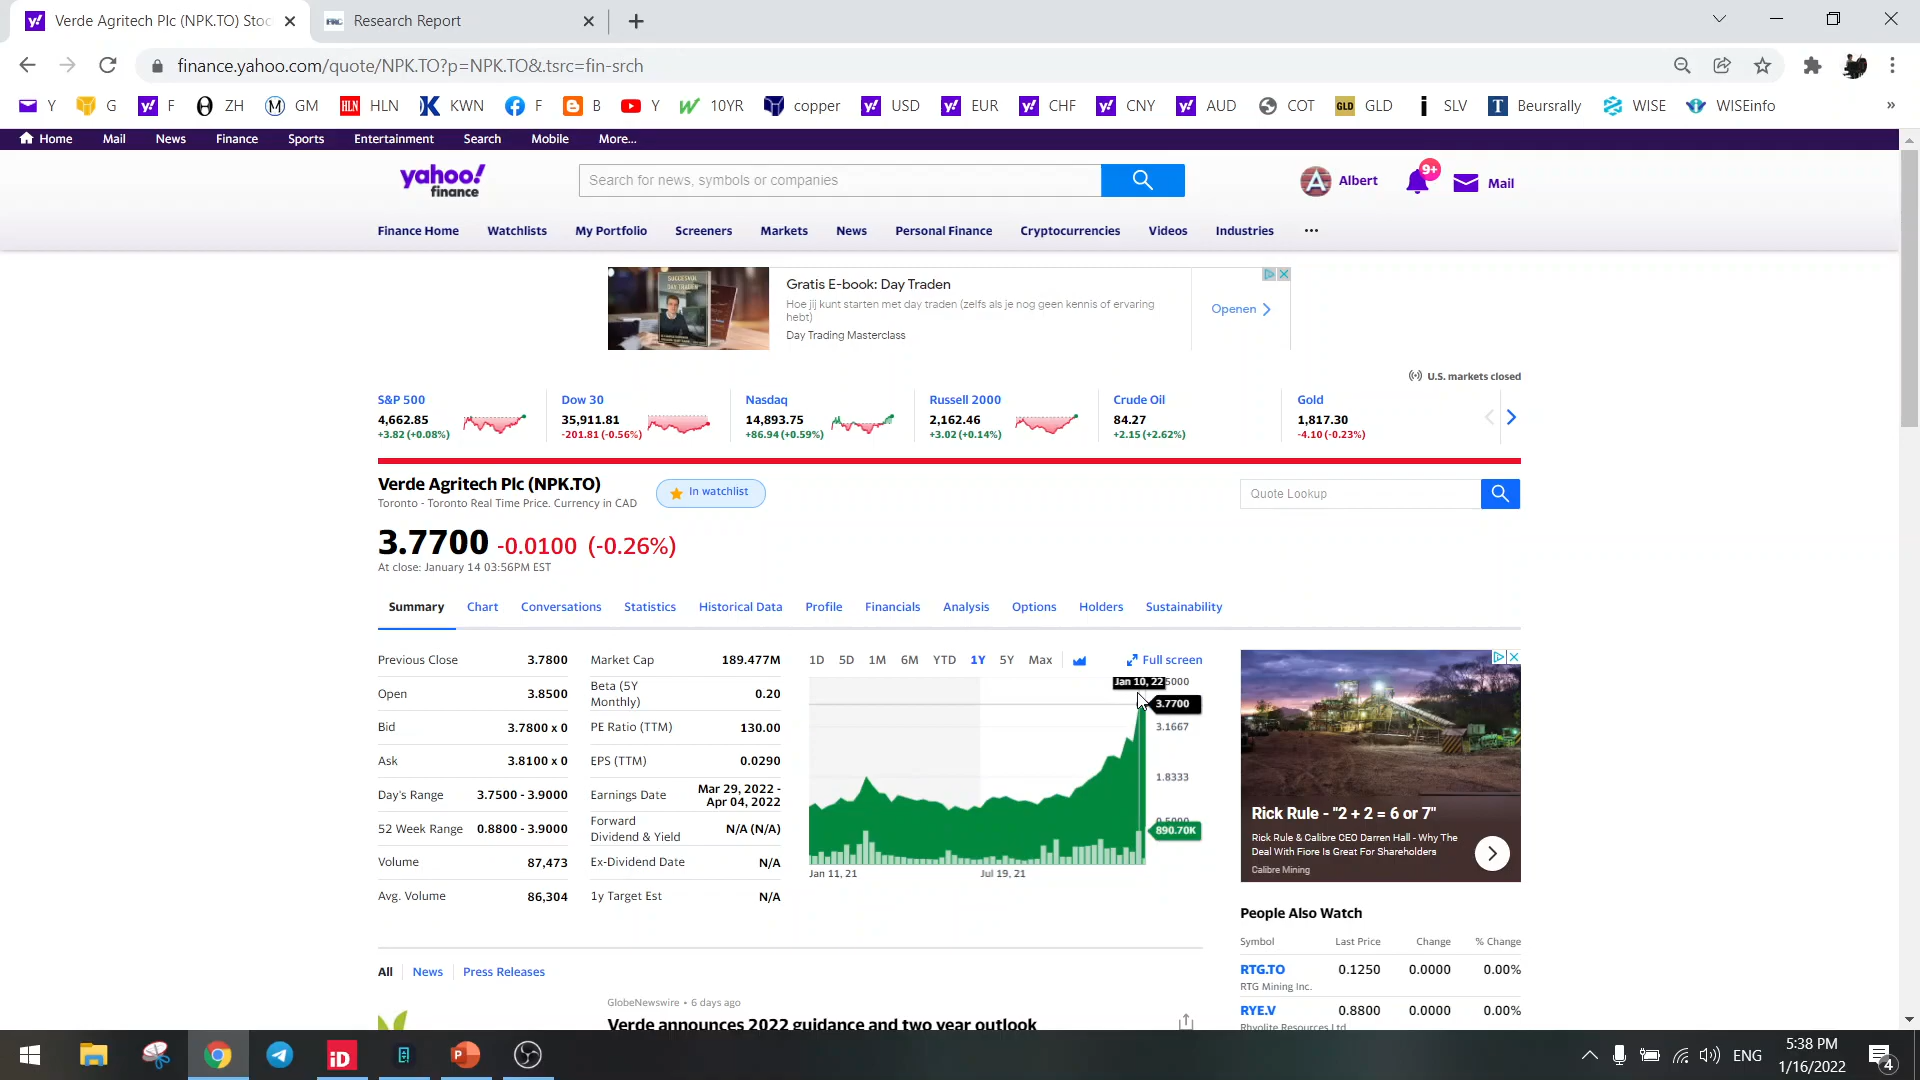 Verde Agritech Plc (NPK.TO) Stoc
Research Report
finance.yahoo.com/quote/NPK.TO?p=NPK.TO&.tsrc=fin-srch
Y G F ZH GM HLN KWN F B Y 10YR copper USD EUR CHF CNY AUD COT GLD SLV Beursrally WISE WISEinfo »
Home Mail News Finance Sports Entertainment Search Mobile More...
yahoo!
finance
Search for news, symbols or companies
A Albert 9+ Mail
Finance Home Watchlists My Portfolio Screeners Markets News Personal Finance Cryptocurrencies Videos Industries ...
Gratis E-book: Day Traden
Hoe jij kunt starten met day traden (zelfs als je nog geen kennis of ervaring
hebt)
Day Trading Masterclass
Openen
U.S. markets closed
S&P 500
4,662.85
+3.82 (+0.08%)
Dow 30
35,911.81
-201.81 (-0.56%)
Nasdaq
14,893.75
+86.94 (+0.59%)
Russell 2000
2,162.46
+3.02 (+0.14%)
Crude Oil
84.27
+2.15 (+2.62%)
Gold
1,817.30
-4.10 (-0.23%)
Verde Agritech Plc (NPK.TO)
Toronto - Toronto Real Time Price. Currency in CAD
In watchlist
Quote Lookup
3.7700 -0.0100 (-0.26%)
At close: January 14 03:56PM EST
Summary Chart Conversations Statistics Historical Data Profile Financials Analysis Options Holders Sustainability
Previous Close 3.7800
Open 3.8500
Bid 3.7800 x 0
Ask 3.8100 x 0
Day's Range 3.7500 - 3.9000
52 Week Range 0.8800 - 3.9000
Volume 87,473
Avg. Volume 86,304
Market Cap 189.477M
Beta (5Y
Monthly) 0.20
PE Ratio (TTM) 130.00
EPS (TTM) 0.0290
Earnings Date Mar 29, 2022 -
Apr 04, 2022
Forward
Dividend & Yield N/A (N/A)
Ex-Dividend Date N/A
1y Target Est N/A
1D 5D 1M 6M YTD 1Y 5Y Max Full screen
Jan 10, 22
3.7700
3.1667
1.8333
890.70K
Jan 11, 21 Jul 19, 21
Rick Rule - "2 + 2 = 6 or 7"
Rick Rule & Calibre CEO Darren Hall - Why The
Deal With Fiore Is Great For Shareholders
Calibre Mining
People Also Watch
Symbol Last Price Change % Change
RTG.TO 0.1250 0.0000 0.00%
RTG Mining Inc.
RYE.V 0.8800 0.0000 0.00%
Rhyolite Resources Ltd
All News Press Releases
GlobeNewswire • 6 days ago
Verde announces 2022 guidance and two year outlook
ENG
5:38 PM
1/16/2022
4